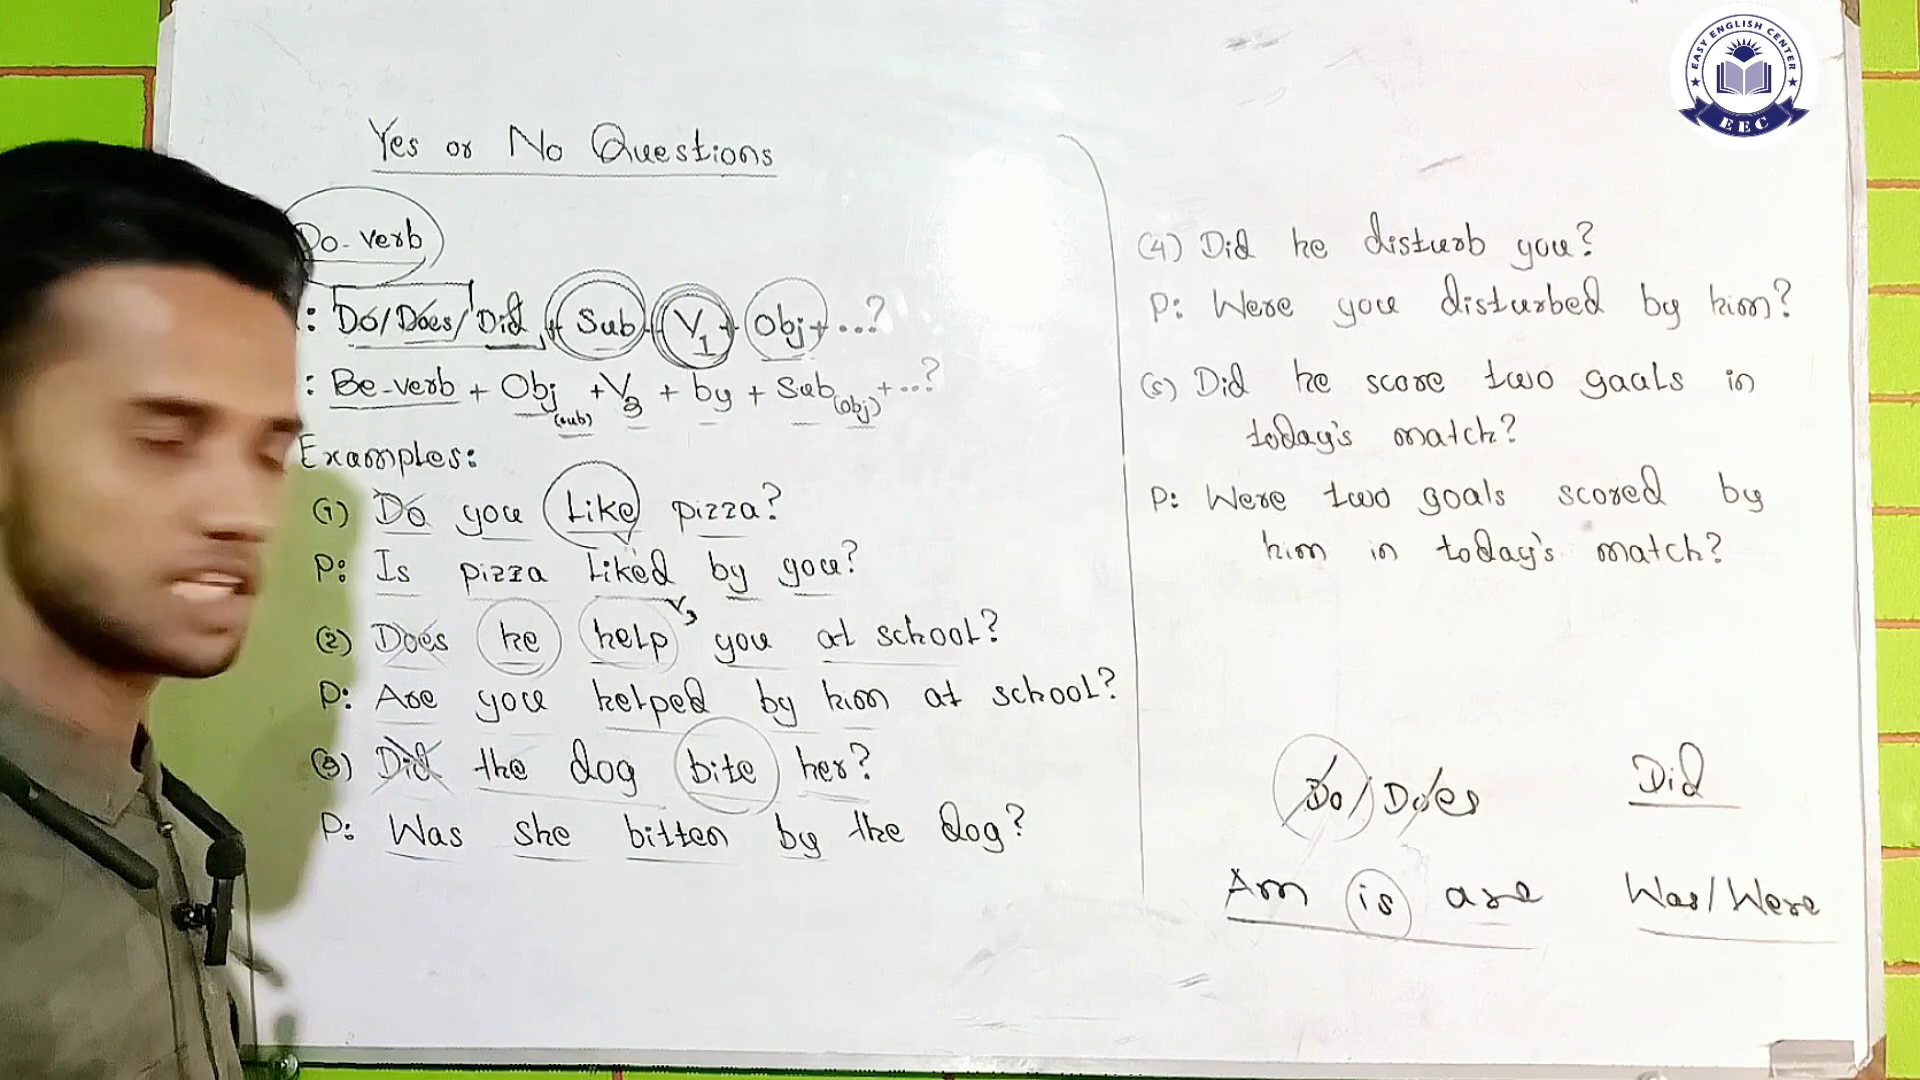 Yes or No Questions
Do-verb
: Do/Does/Did + Sub + V1 + Obj + ...?
: Be-verb + Obj (sub) + V3 + by + Sub (obj) + ...?
Examples:
(1) Do you Like pizza?
P: Is pizza Liked by you?
V3
(2) Does he help you at school?
P: Are you helped by him at school?
(3) Did the dog bite her?
P: Was she bitten by the dog?
(4) Did he disturb you?
P: Were you disturbed by him?
(5) Did he score two goals in
today's match?
P: Were two goals scored by
him in today's match?
Do/Does Did
Am is are Was/Were
EASY ENGLISH CENTER
EEC